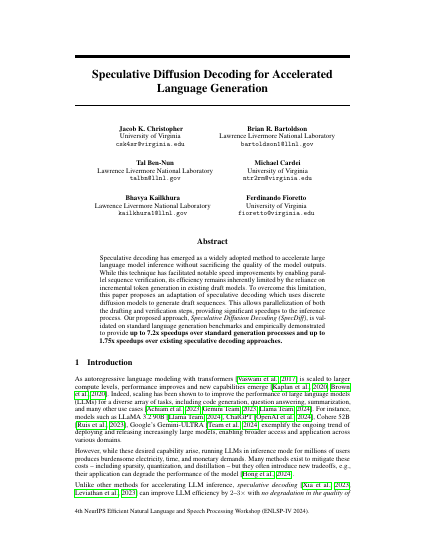 Speculative Diffusion Decoding for Accelerated
Language Generation
Jacob K. Christopher
University of Virginia
csk4sr@virginia.edu
Brian R. Bartoldson
Lawrence Livermore National Laboratory
bartoldson1@llnl.gov
Tal Ben-Nun
Lawrence Livermore National Laboratory
talbn@llnl.gov
Michael Cardei
University of Virginia
ntr2rm@virginia.edu
Bhavya Kailkhura
Lawrence Livermore National Laboratory
kailkhura1@llnl.gov
Ferdinando Fioretto
University of Virginia
fioretto@virginia.edu
Abstract
Speculative decoding has emerged as a widely adopted method to accelerate large
language model inference without sacrificing the quality of the model outputs.
While this technique has facilitated notable speed improvements by enabling paral-
lel sequence verification, its efficiency remains inherently limited by the reliance on
incremental token generation in existing draft models. To overcome this limitation,
this paper proposes an adaptation of speculative decoding which uses discrete
diffusion models to generate draft sequences. This allows parallelization of both
the drafting and verification steps, providing significant speedups to the inference
process. Our proposed approach, Speculative Diffusion Decoding (SpecDiff), is val-
idated on standard language generation benchmarks and empirically demonstrated
to provide up to 7.2x speedups over standard generation processes and up to
1.75x speedups over existing speculative decoding approaches.
1 Introduction
As autoregressive language modeling with transformers [Vaswani et al., 2017] is scaled to larger
compute levels, performance improves and new capabilities emerge [Kaplan et al., 2020, Brown
et al., 2020]. Indeed, scaling has been shown to to improve the performance of large language models
(LLMs) for a diverse array of tasks, including code generation, question answering, summarization,
and many other use cases [Achiam et al., 2023, Gemini Team, 2023, Llama Team, 2024]. For instance,
models such as LLaMA 3.2 90B [Llama Team, 2024], ChatGPT [OpenAI et al., 2024], Cohere 52B
[Ruis et al., 2023], Google's Gemini-ULTRA [Team et al., 2024] exemplify the ongoing trend of
deploying and releasing increasingly large models, enabling broader access and application across
various domains.
However, while these desired capability arise, running LLMs in inference mode for millions of users
produces burdensome electricity, time, and monetary demands. Many methods exist to mitigate these
costs – including sparsity, quantization, and distillation – but they often introduce new tradeoffs, e.g.,
their application can degrade the performance of the model [Hong et al., 2024].
Unlike other methods for accelerating LLM inference, speculative decoding [Xia et al., 2023,
Leviathan et al., 2023] can improve LLM efficiency by 2–3× with no degradation in the quality of
4th NeurIPS Efficient Natural Language and Speech Processing Workshop (ENLSP-IV 2024).